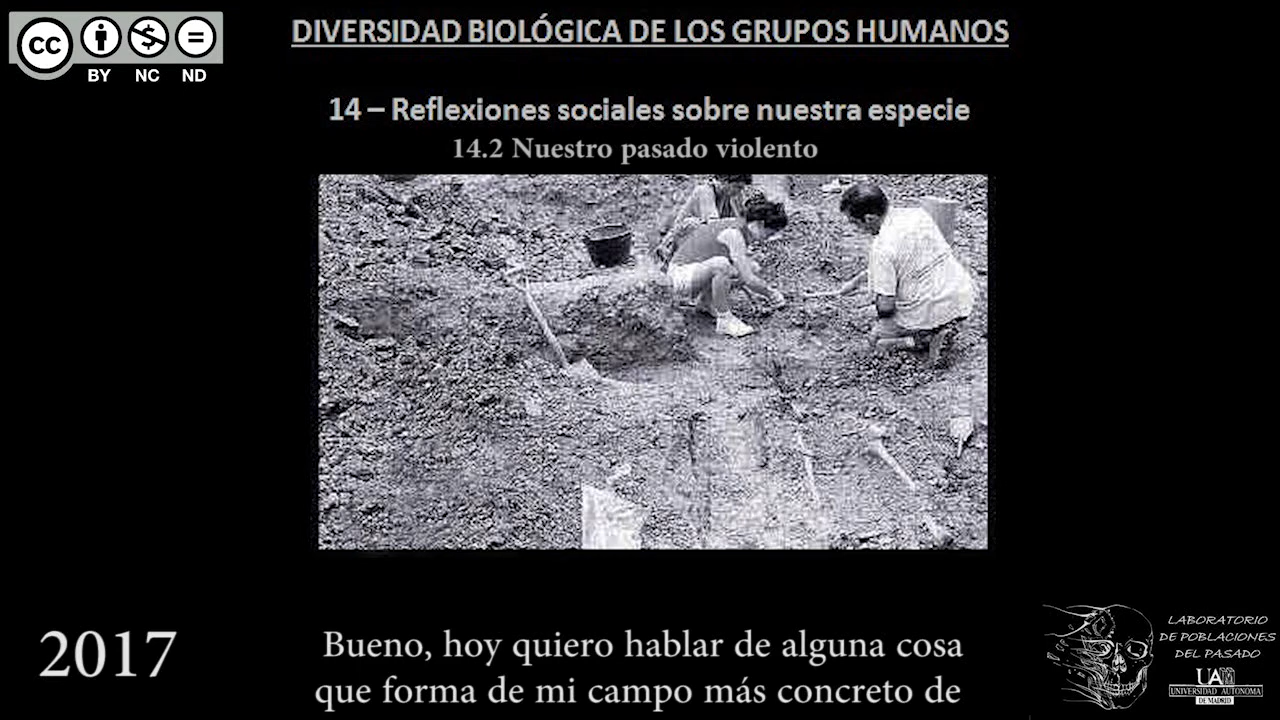 DIVERSIDAD BIOLÓGICA DE LOS GRUPOS HUMANOS
cc
BY NC ND
14 – Reflexiones sociales sobre nuestra especie
14.2 Nuestro pasado violento
2017
Bueno, hoy quiero hablar de alguna cosa
que forma de mi campo más concreto de
LABORATORIO
DE POBLACIONES
DEL PASADO
UAM
UNIVERSIDAD AUTONOMA
DE MADRID